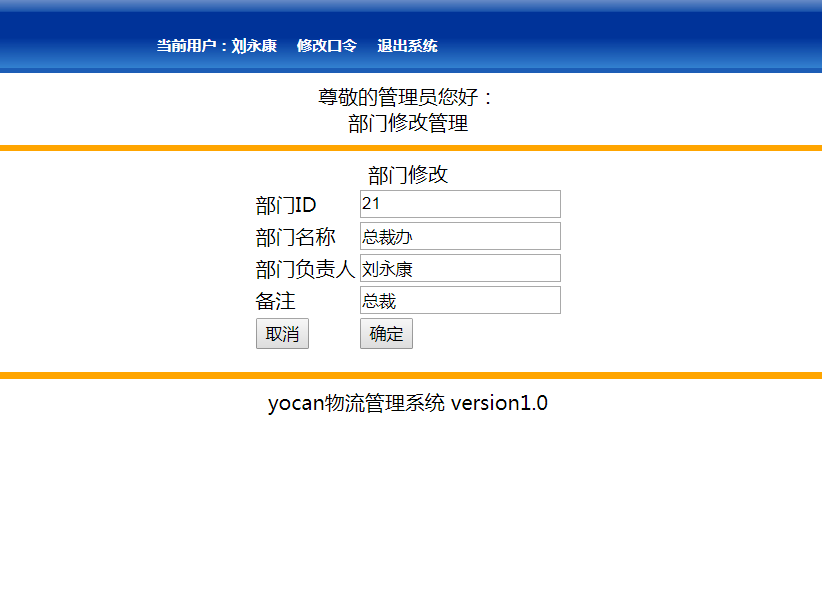 当前用户：刘永康 修改口令 退出系统
尊敬的管理员您好：
部门修改管理
部门修改
部门ID 21
部门名称 总裁办
部门负责人 刘永康
备注 总裁
取消 确定
yocan物流管理系统 version1.0